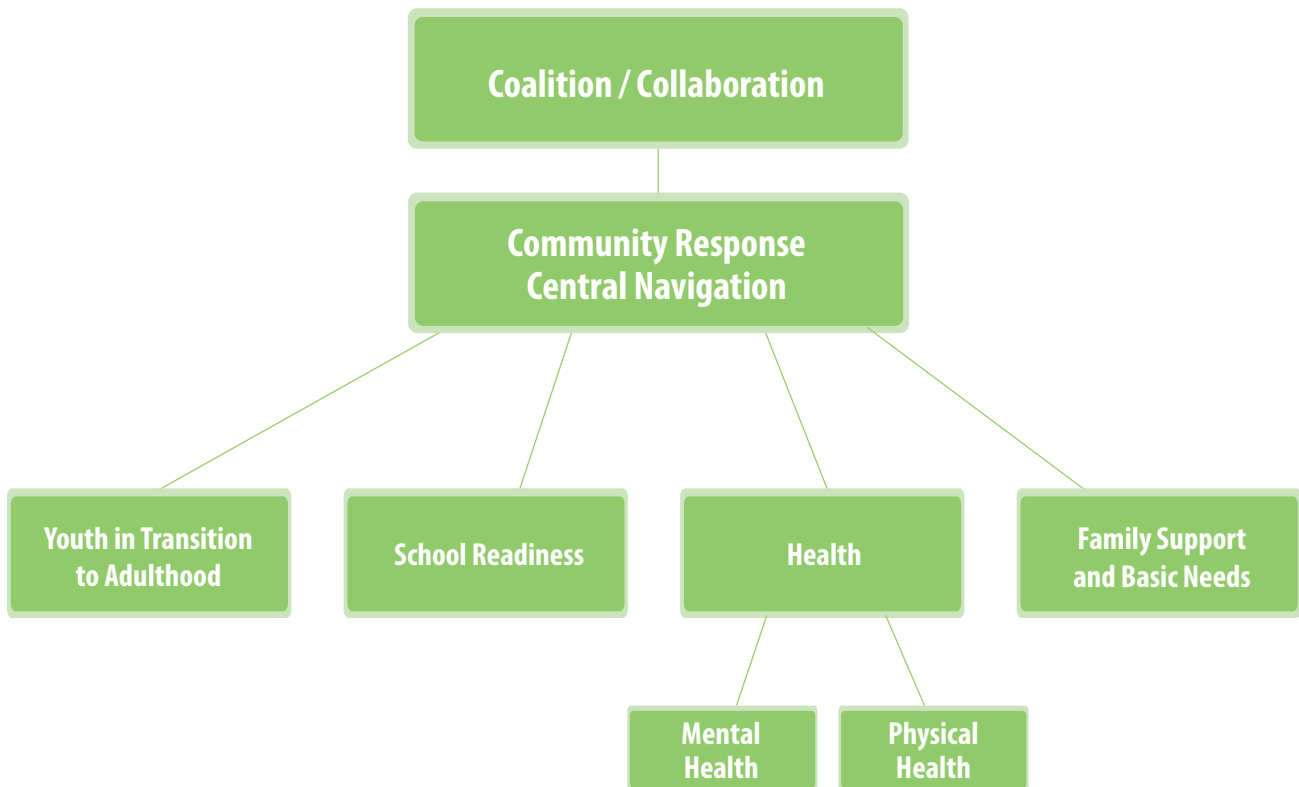 Coalition / Collaboration
Community Response
Central Navigation
Youth in Transition
to Adulthood
School Readiness
Health
Family Support
and Basic Needs
Mental
Health
Physical
Health